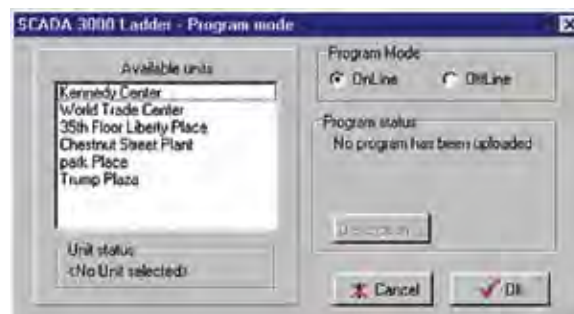 SCADA 3000 Ladder - Program mode
Available units
Kennedy Center
World Trade Center
35th Floor Liberty Place
Chestnut Street Plant
park Place
Trump Plaza
Unit status
<No Unit selected>
Program Mode
OnLine
OffLine
Program status
No program has been uploaded
Cancel
OK